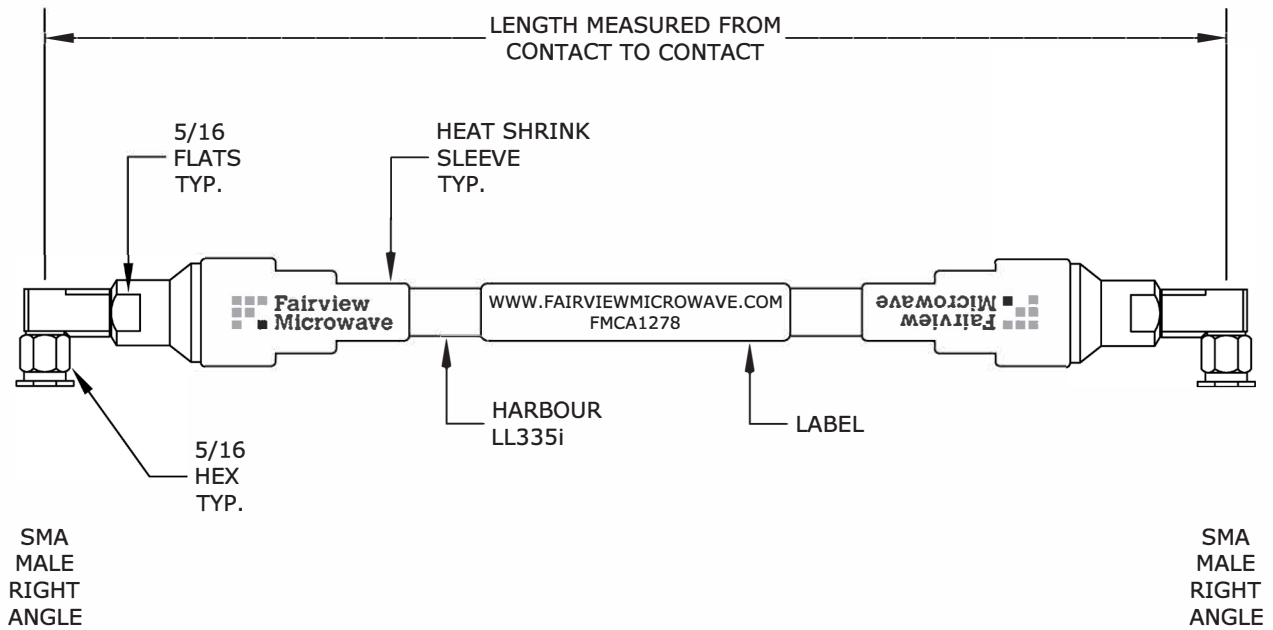 LENGTH MEASURED FROM
CONTACT TO CONTACT
5/16
FLATS
TYP.
HEAT SHRINK
SLEEVE
TYP.
Fairview
Microwave
WWW.FAIRVIEWMICROWAVE.COM
FMCA1278
Fairview
Microwave
HARBOUR
LL335i
LABEL
5/16
HEX
TYP.
SMA
MALE
RIGHT
ANGLE
SMA
MALE
RIGHT
ANGLE